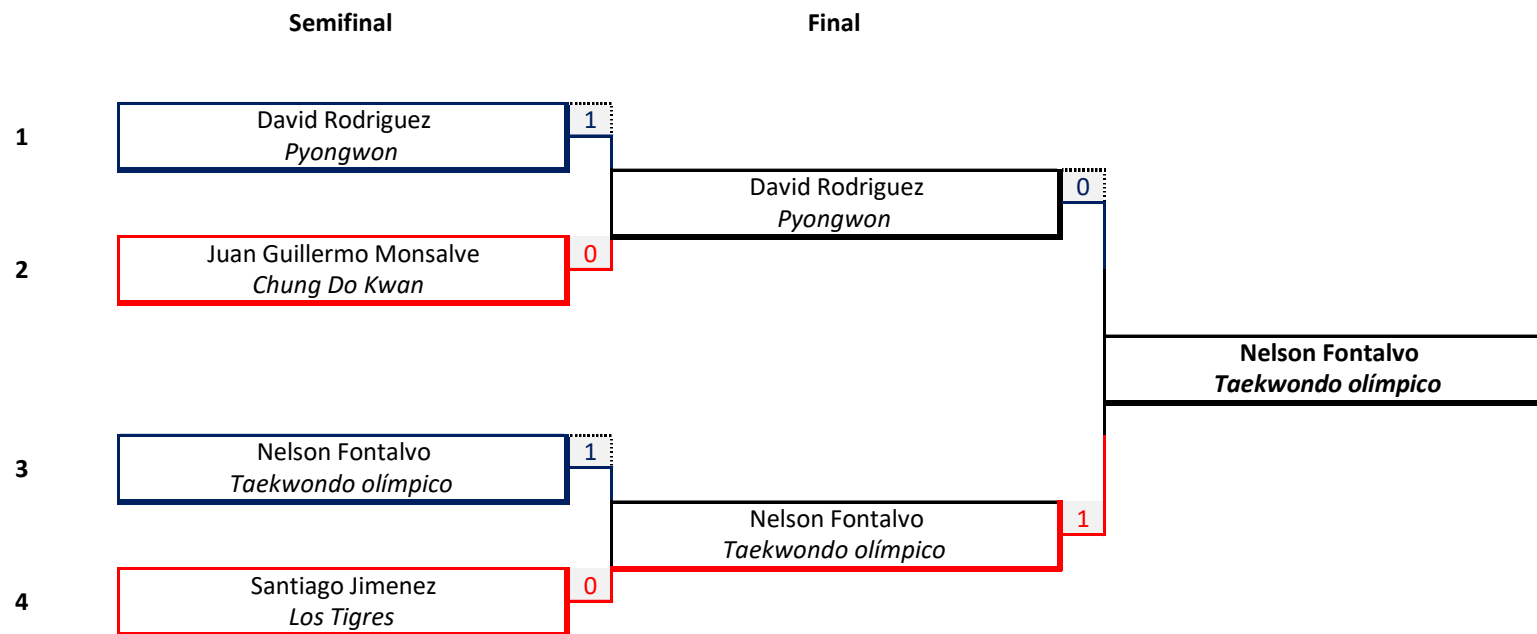 Semifinal
Final
1
David Rodriguez
Pyongwon
1
2
Juan Guillermo Monsalve
Chung Do Kwan
0
David Rodriguez
Pyongwon
0
3
Nelson Fontalvo
Taekwondo olímpico
1
4
Santiago Jimenez
Los Tigres
0
Nelson Fontalvo
Taekwondo olímpico
1
Nelson Fontalvo
Taekwondo olímpico